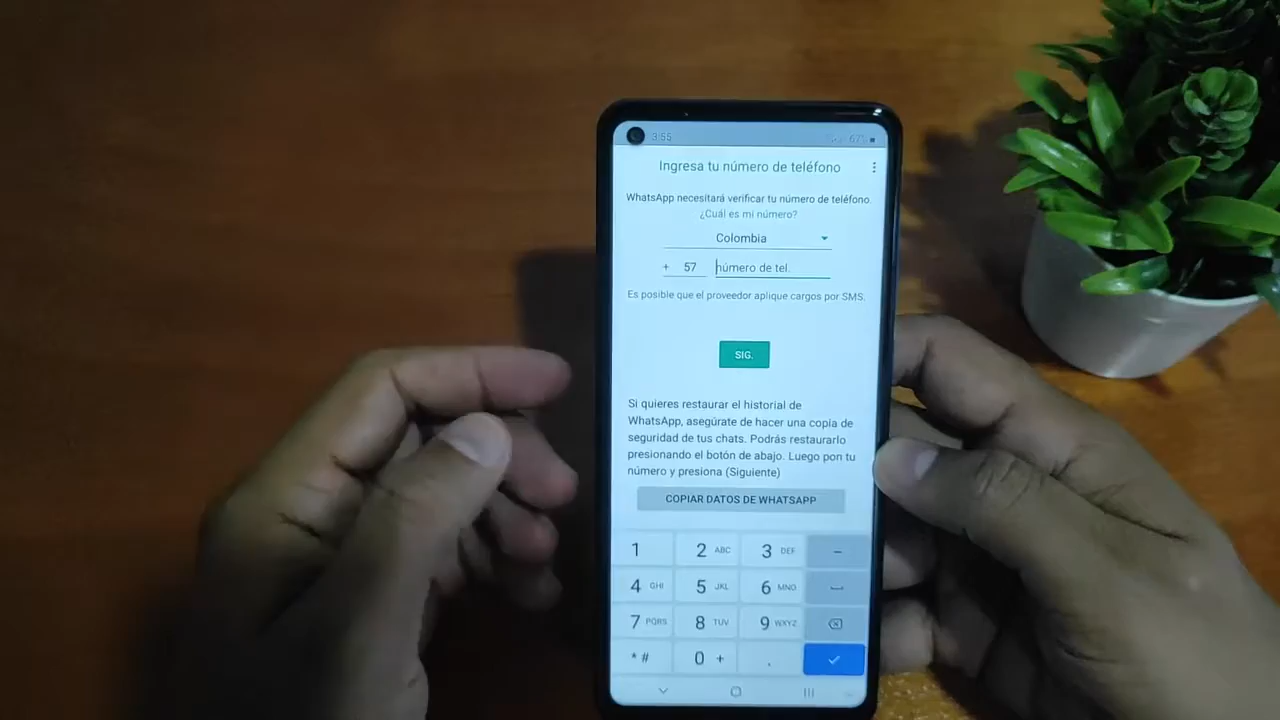 3:55 67%
Ingresa tu número de teléfono
WhatsApp necesitará verificar tu número de teléfono.
¿Cuál es mi número?
Colombia
+ 57 número de tel.
Es posible que el proveedor aplique cargos por SMS.
SIG.
Si quieres restaurar el historial de
WhatsApp, asegúrate de hacer una copia de
seguridad de tus chats. Podrás restaurarlo
presionando el botón de abajo. Luego pon tu
número y presiona (Siguiente)
COPIAR DATOS DE WHATSAPP
1 2 ABC 3 DEF -
4 GHI 5 JKL 6 MNO
7 PQRS 8 TUV 9 WXYZ
*# 0 + .